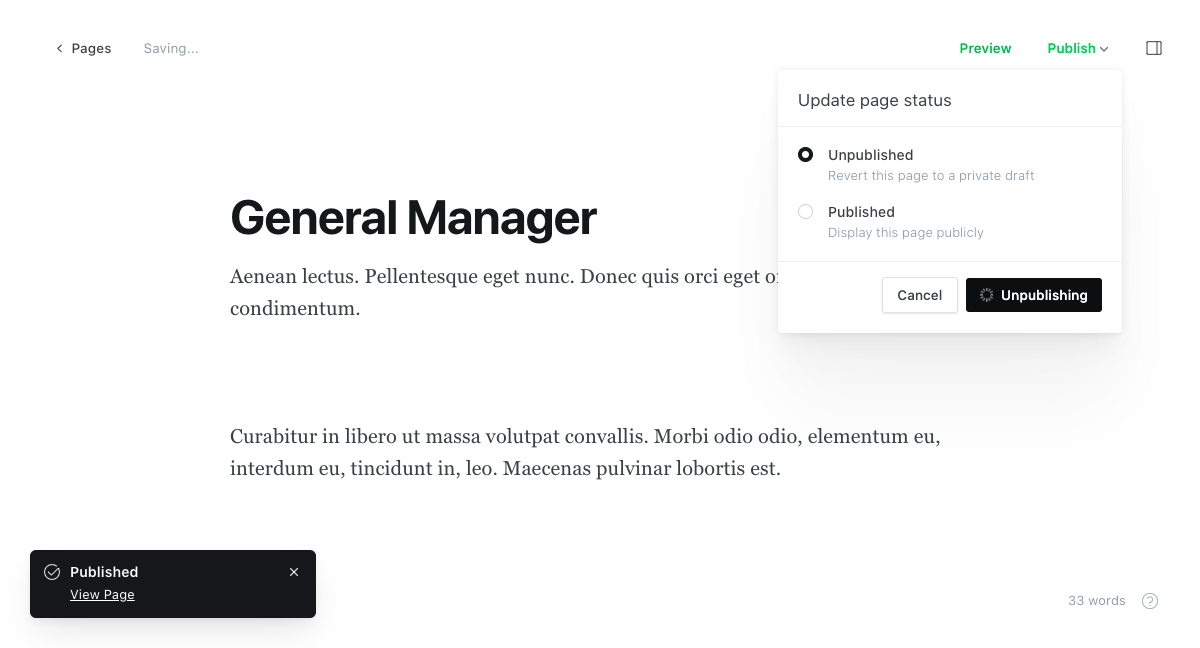 Pages
Saving...
Preview
Publish
Update page status
Unpublished
Revert this page to a private draft
Published
Display this page publicly
Cancel
Unpublishing
General Manager
Aenean lectus. Pellentesque eget nunc. Donec quis orci eget
condimentum.
Curabitur in libero ut massa volutpat convallis. Morbi odio odio, elementum eu,
interdum eu, tincidunt in, leo. Maecenas pulvinar lobortis est.
Published
View Page
33 words